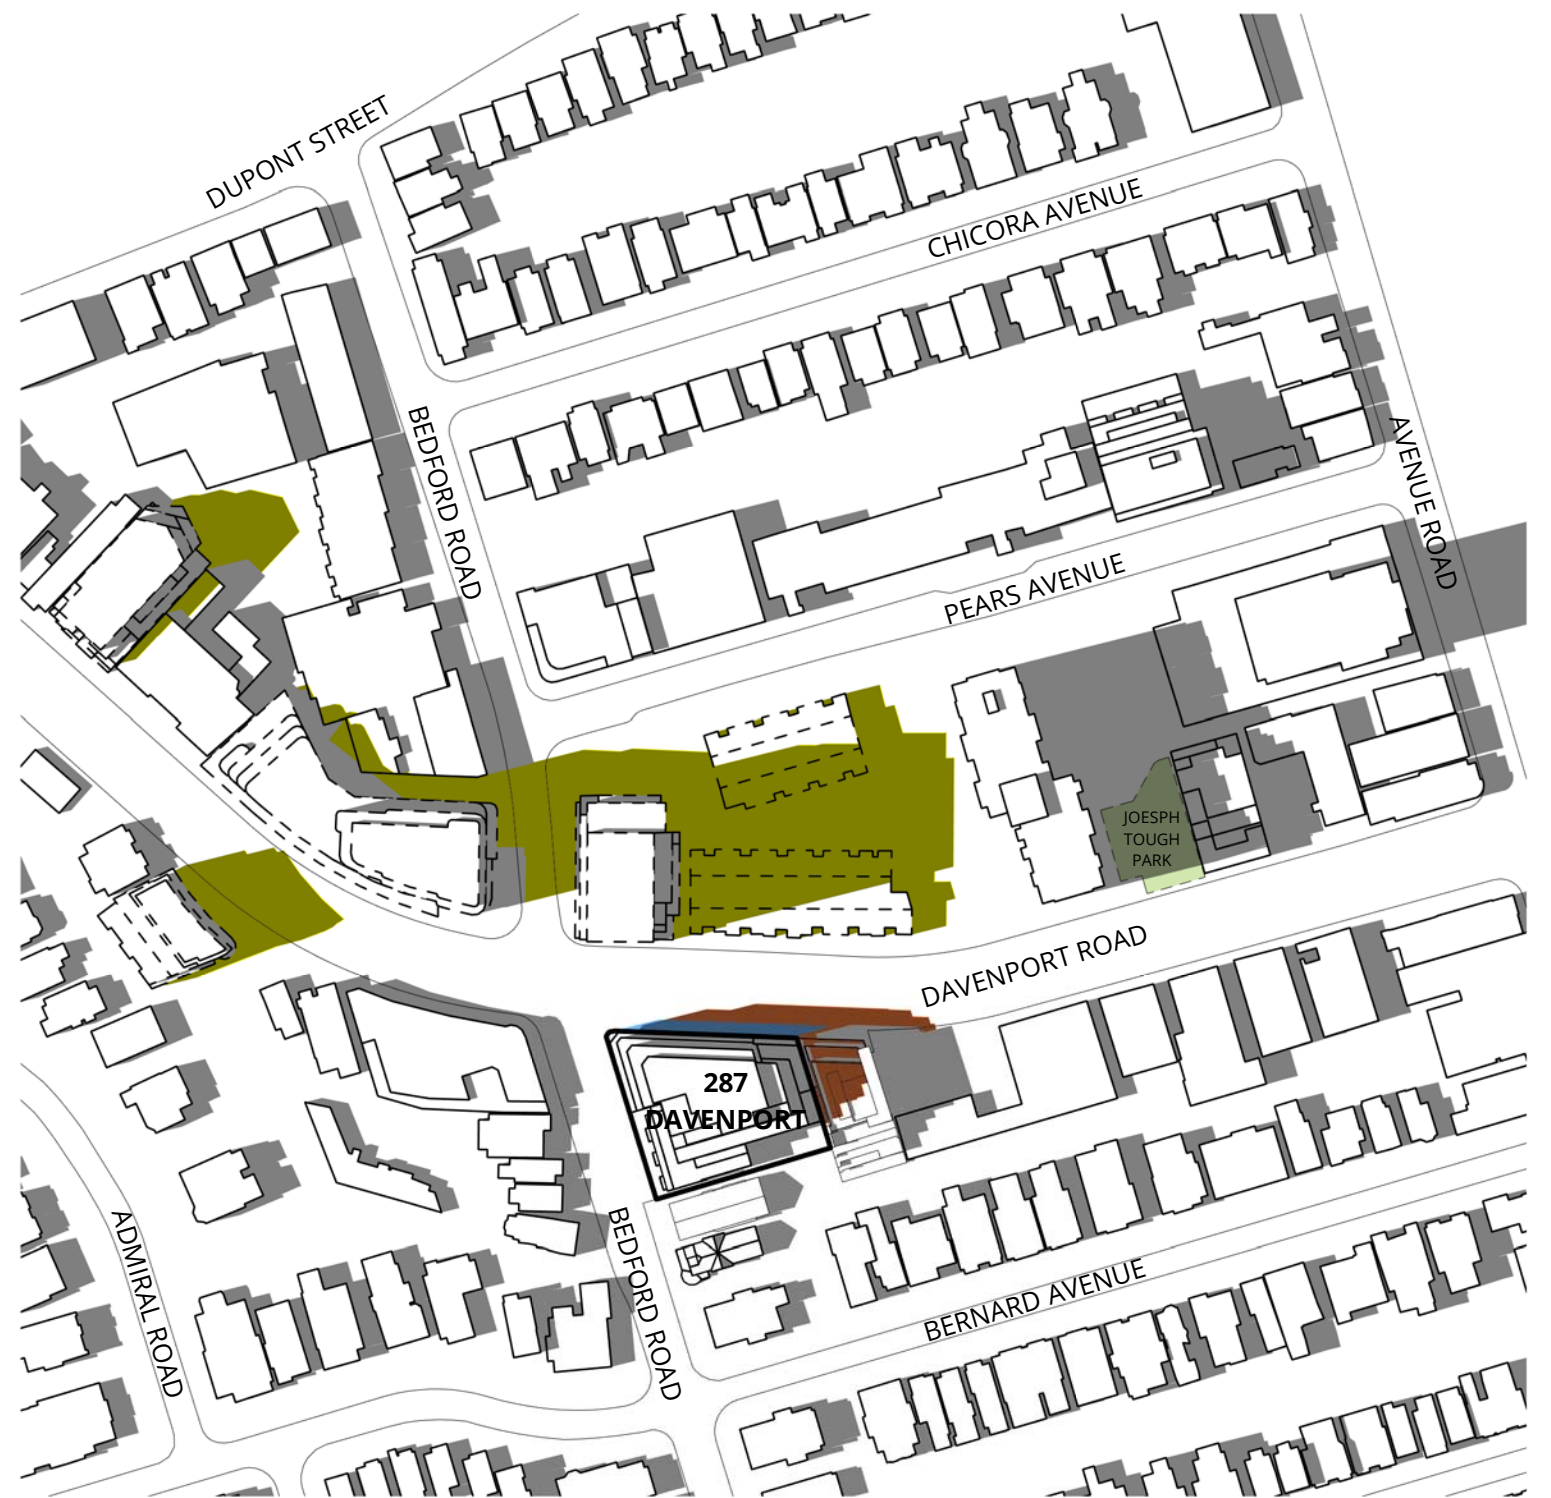 DUPONT STREET
CHICORA AVENUE
BEDFORD ROAD
AVENUE ROAD
PEARS AVENUE
JOESPH
TOUGH
PARK
DAVENPORT ROAD
287
DAVENPORT
ADMIRAL ROAD
BEDFORD ROAD
BERNARD AVENUE